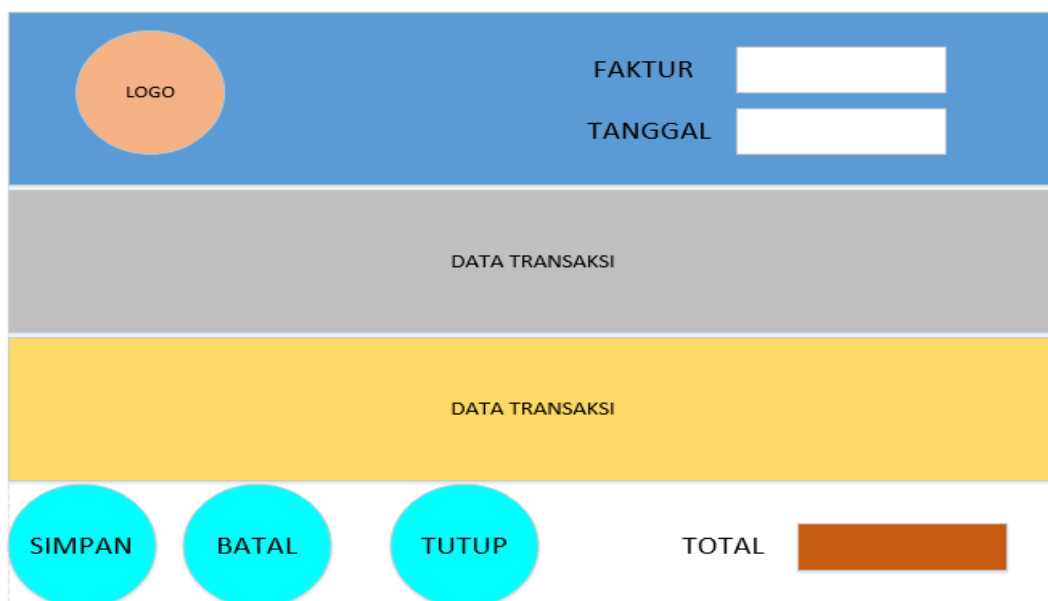 LOGO
FAKTUR
TANGGAL
DATA TRANSAKSI
DATA TRANSAKSI
SIMPAN
BATAL
TUTUP
TOTAL